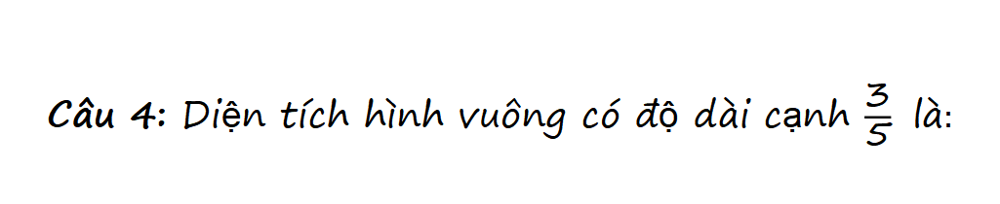 Câu 4: Diện tích hình vuông có độ dài cạnh 3/5 là: